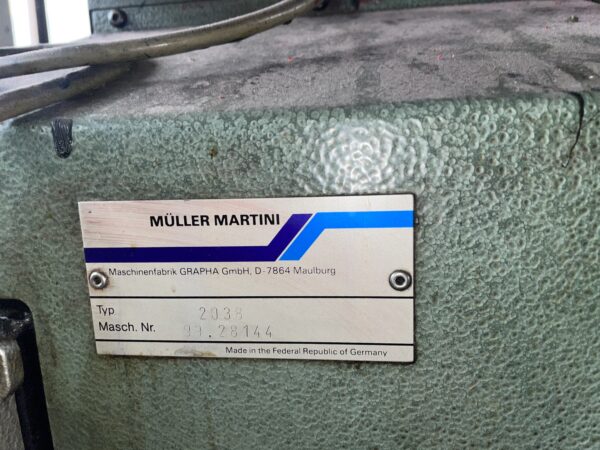 MÜLLER MARTINI
Maschinenfabrik GRAPHA GmbH, D-7864 Maulburg
Typ 2038
Masch. Nr. 99.28144
Made in the Federal Republic of Germany